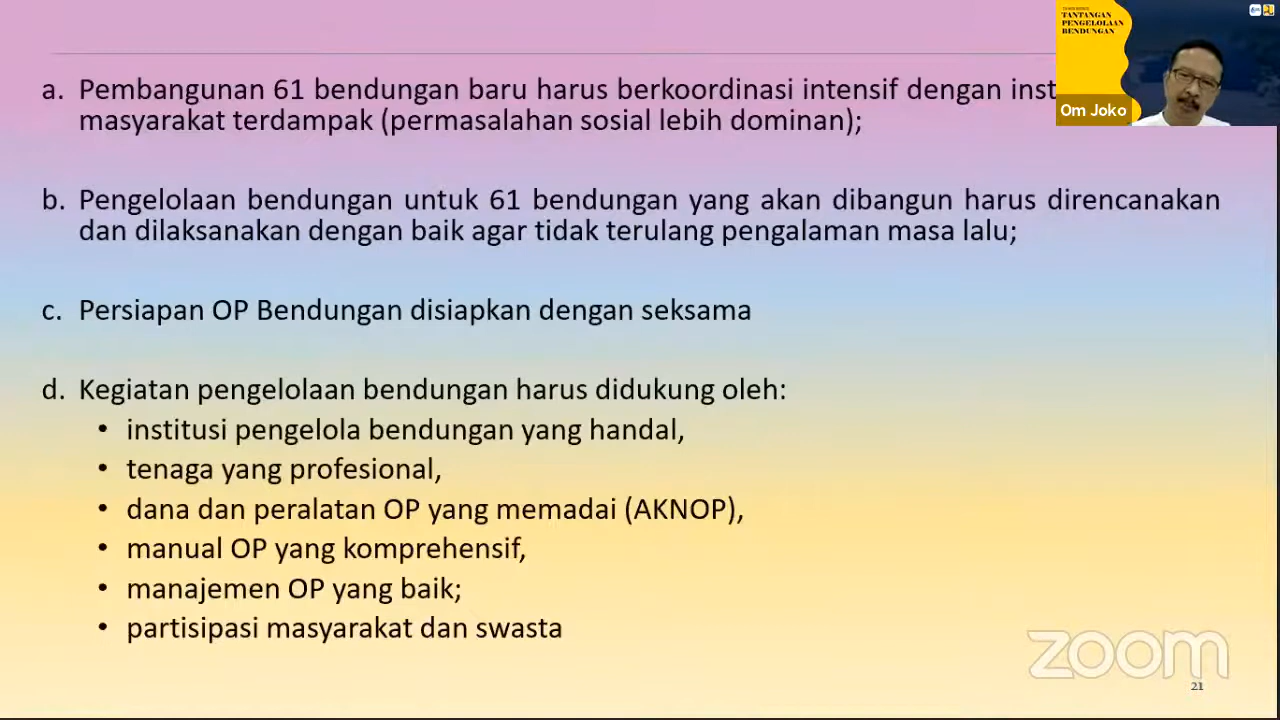 a. Pembangunan 61 bendungan baru harus berkoordinasi intensif dengan
masyarakat terdampak (permasalahan sosial lebih dominan);
b. Pengelolaan bendungan untuk 61 bendungan yang akan dibangun harus direncanakan
dan dilaksanakan dengan baik agar tidak terulang pengalaman masa lalu;
c. Persiapan OP Bendungan disiapkan dengan seksama
d. Kegiatan pengelolaan bendungan harus didukung oleh:
• institusi pengelola bendungan yang handal,
• tenaga yang profesional,
• dana dan peralatan OP yang memadai (AKNOP),
• manual OP yang komprehensif,
• manajemen OP yang baik;
• partisipasi masyarakat dan swasta
TANTANGAN
PENGELOLAAN
BENDUNGAN
Om Joko
zoom
21